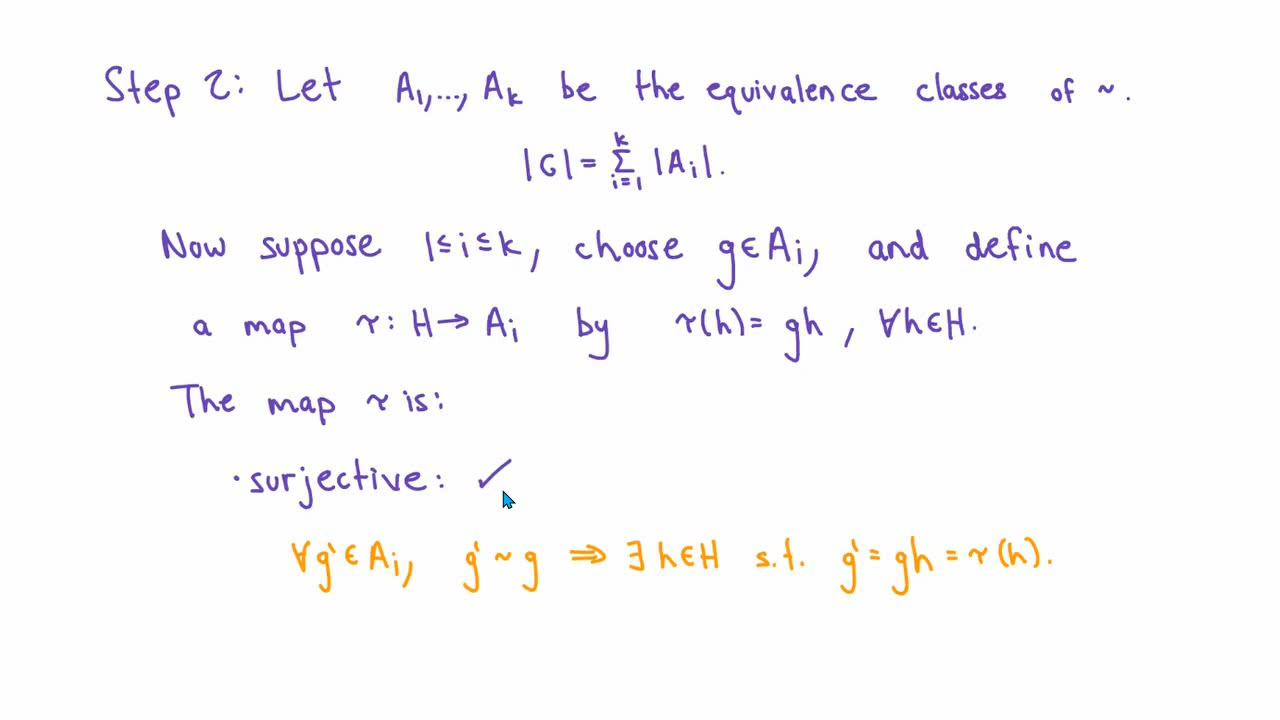 Step 2: Let A₁,..., Aₖ be the equivalence classes of ~.
|G| = ∑ᵢ₌₁ᵏ |Aᵢ|.
Now suppose 1≤i≤k, choose g∈Aᵢ, and define
a map τ: H→Aᵢ by τ(h)= gh, ∀h∈H.
The map τ is:
·surjective: ✓
∀g'∈Aᵢ, g'~g ⇒ ∃h∈H s.t. g'=gh=τ(h).